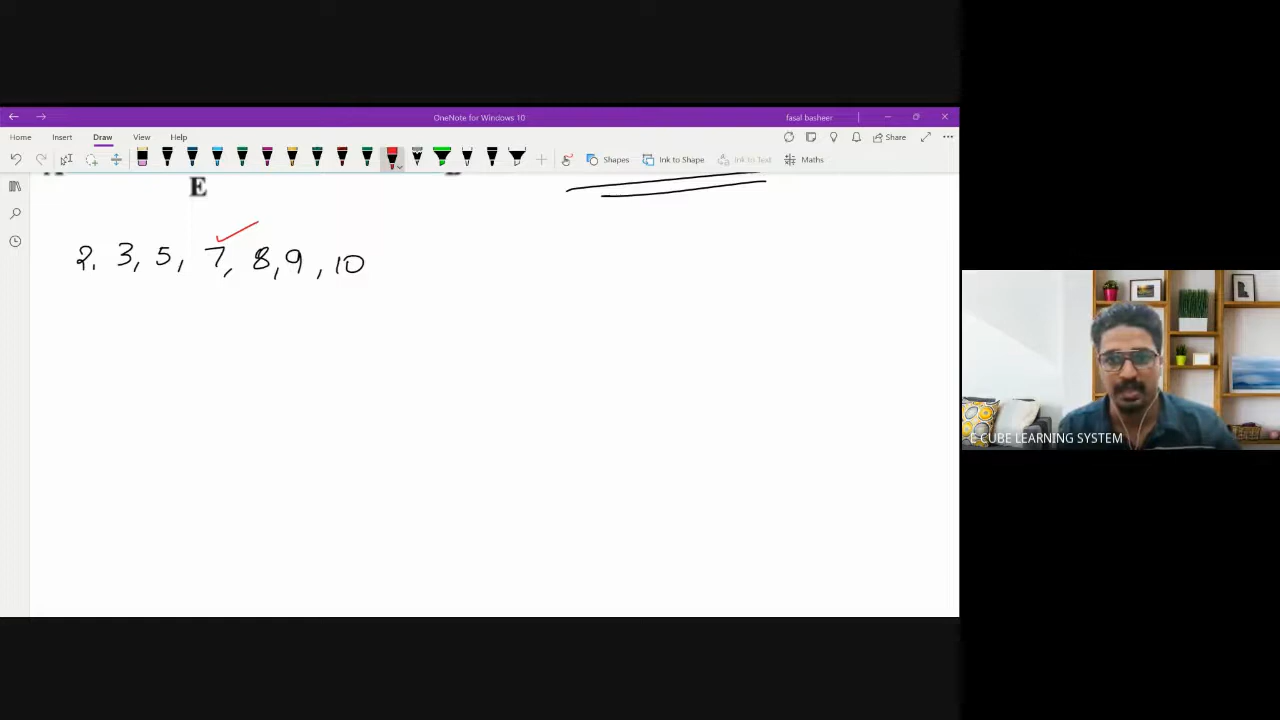 OneNote for Windows 10
fasal basheer
Home Insert Draw View Help
Share
Shapes Ink to Shape Ink to Text Maths
E
2, 3, 5, 7, 8, 9, 10
E CUBE LEARNING SYSTEM